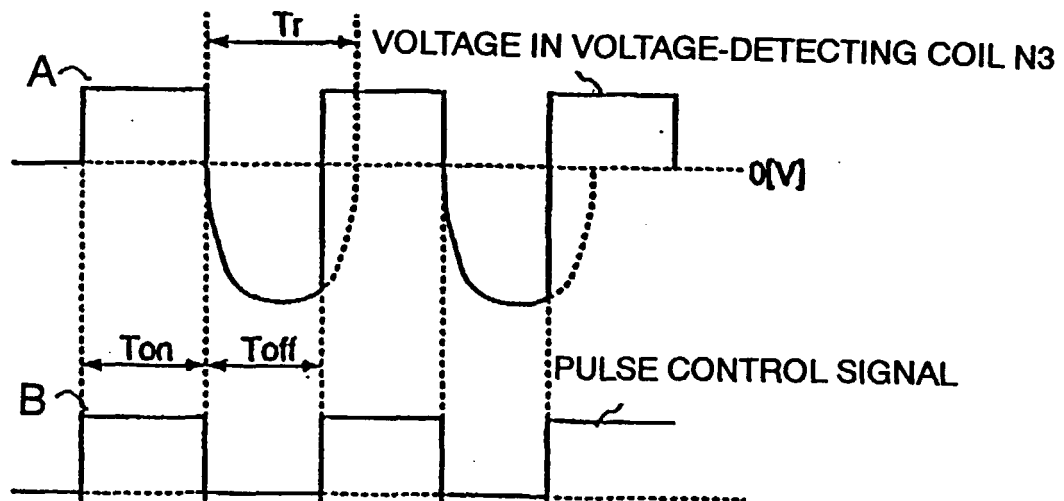 Tr
VOLTAGE IN VOLTAGE-DETECTING COIL N3
A
0[V]
Ton
Toff
PULSE CONTROL SIGNAL
B